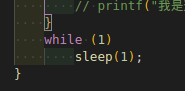 // printf("我是
}
while (1)
sleep(1);
}